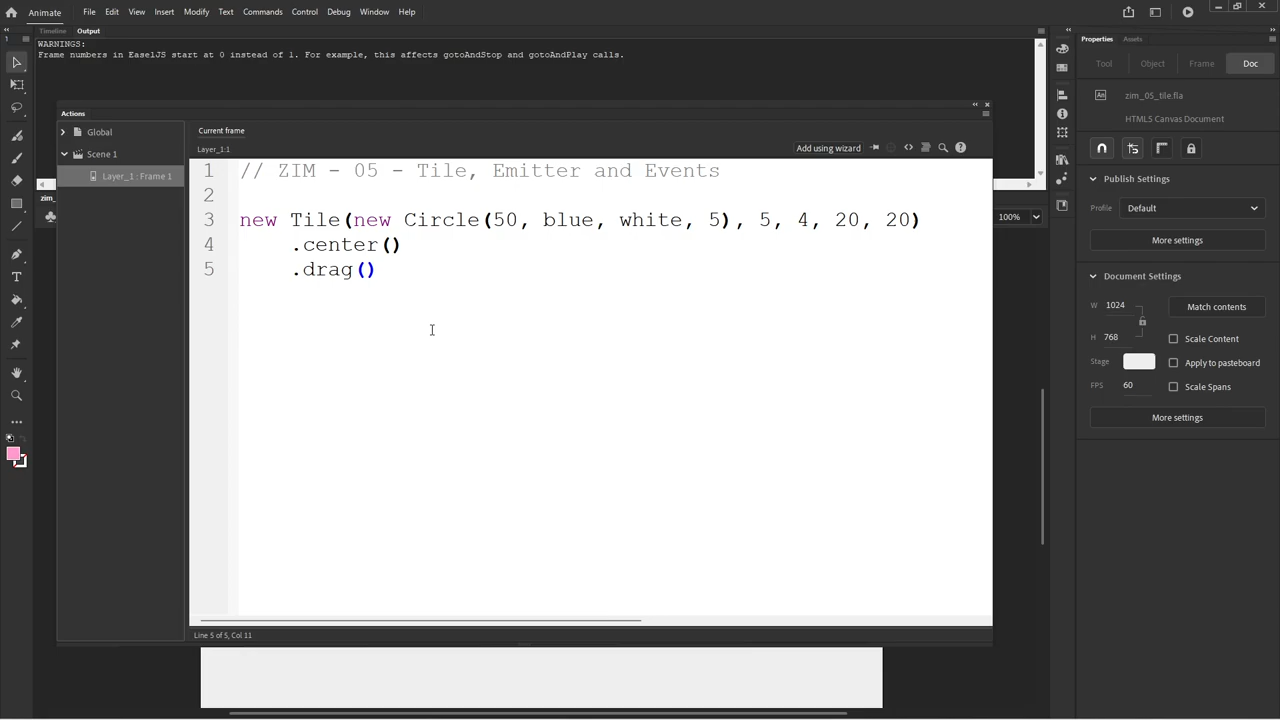 Animate File Edit View Insert Modify Text Commands Control Debug Window Help
Timeline Output
WARNINGS:
Frame numbers in EaselJS start at 0 instead of 1. For example, this affects gotoAndStop and gotoAndPlay calls.
Actions
Global
Scene 1
Layer_1 : Frame 1
Current frame
Layer_1:1
Add using wizard
1 // ZIM - 05 - Tile, Emitter and Events
2
3 new Tile(new Circle(50, blue, white, 5), 5, 4, 20, 20)
4 .center()
5 .drag()
Line 5 of 5, Col 11
zim_
100%
Properties Assets
Tool Object Frame Doc
zim_05_tile.fla
HTML5 Canvas Document
Publish Settings
Profile Default
More settings
Document Settings
W 1024 Match contents
H 768 Scale Content
Stage Apply to pasteboard
FPS 60 Scale Spans
More settings